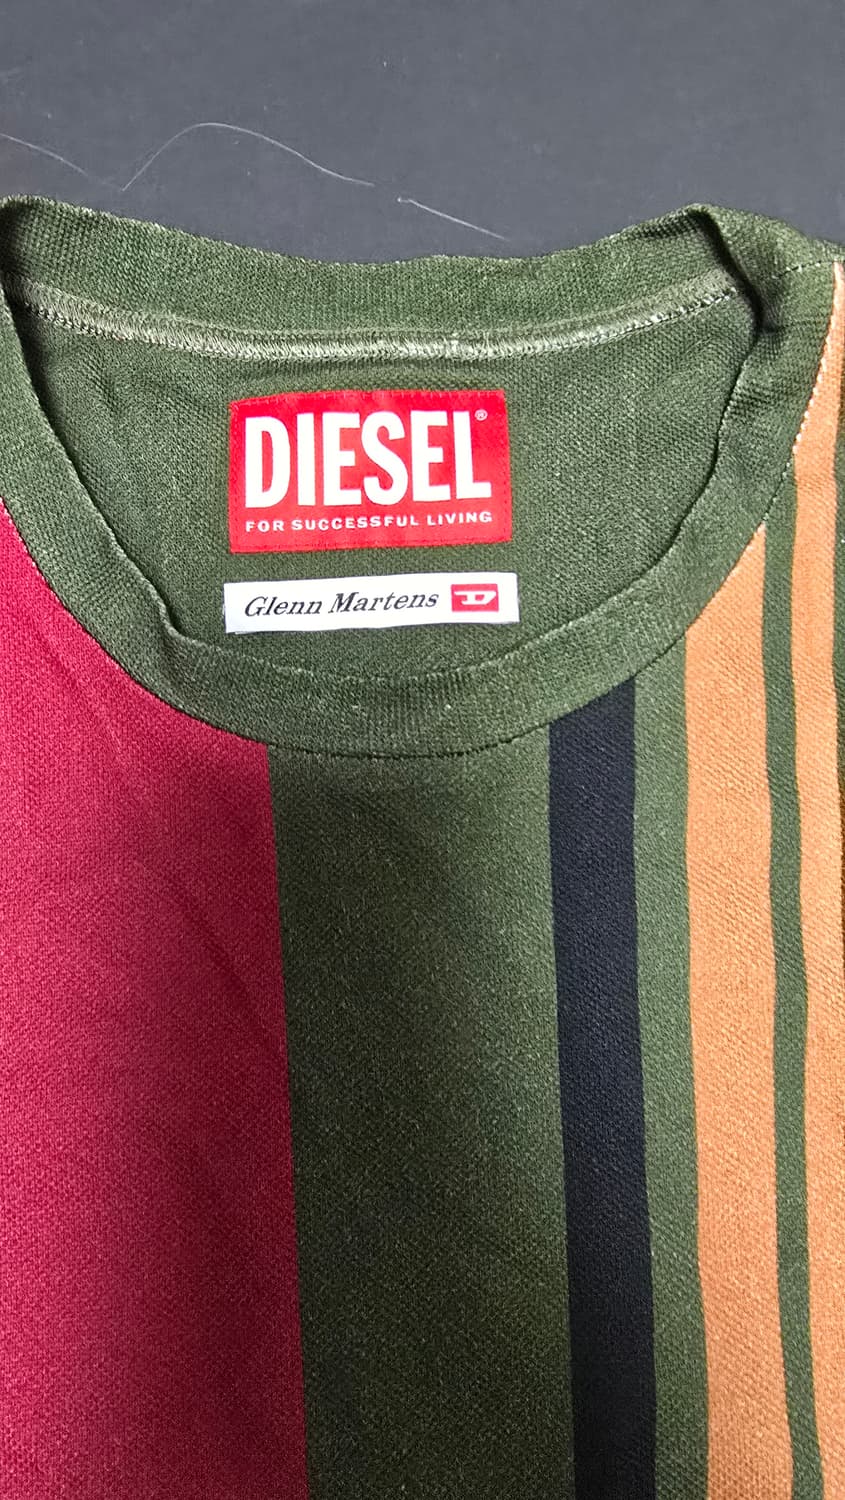 DIESEL®
FOR SUCCESSFUL LIVING
Glenn Martens D